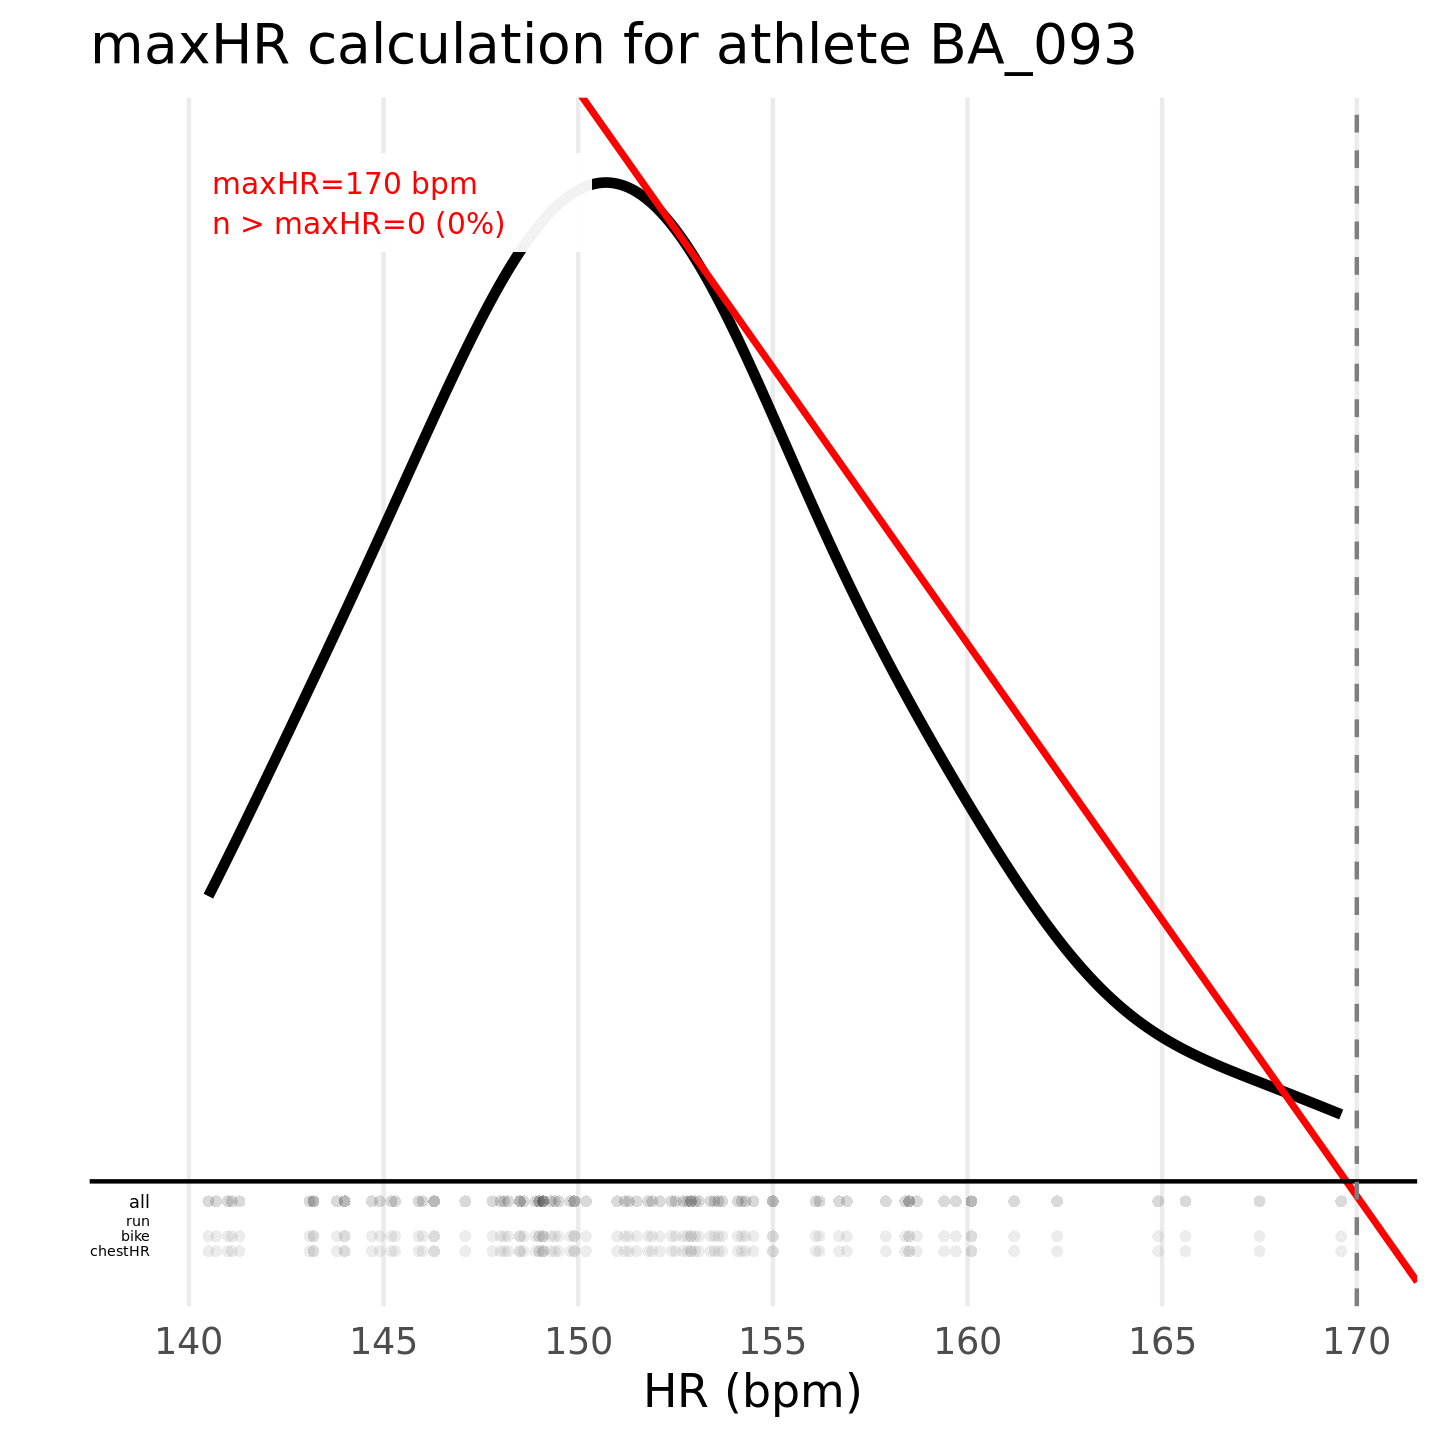 maxHR calculation for athlete BA_093
maxHR=170 bpm
n > maxHR=0 (0%)
all
run
bike
chestHR
140 145 150 155 160 165 170
HR (bpm)